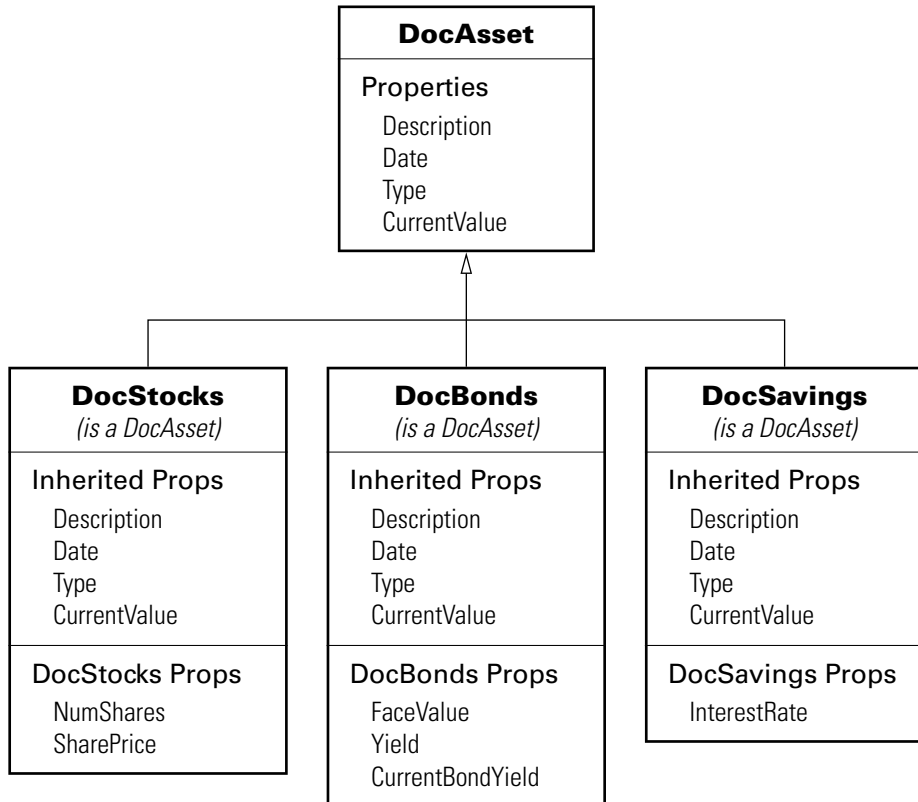 DocAsset
Properties
Description
Date
Type
CurrentValue
DocStocks
(is a DocAsset)
Inherited Props
Description
Date
Type
CurrentValue
DocStocks Props
NumShares
SharePrice
DocBonds
(is a DocAsset)
Inherited Props
Description
Date
Type
CurrentValue
DocBonds Props
FaceValue
Yield
CurrentBondYield
DocSavings
(is a DocAsset)
Inherited Props
Description
Date
Type
CurrentValue
DocSavings Props
InterestRate